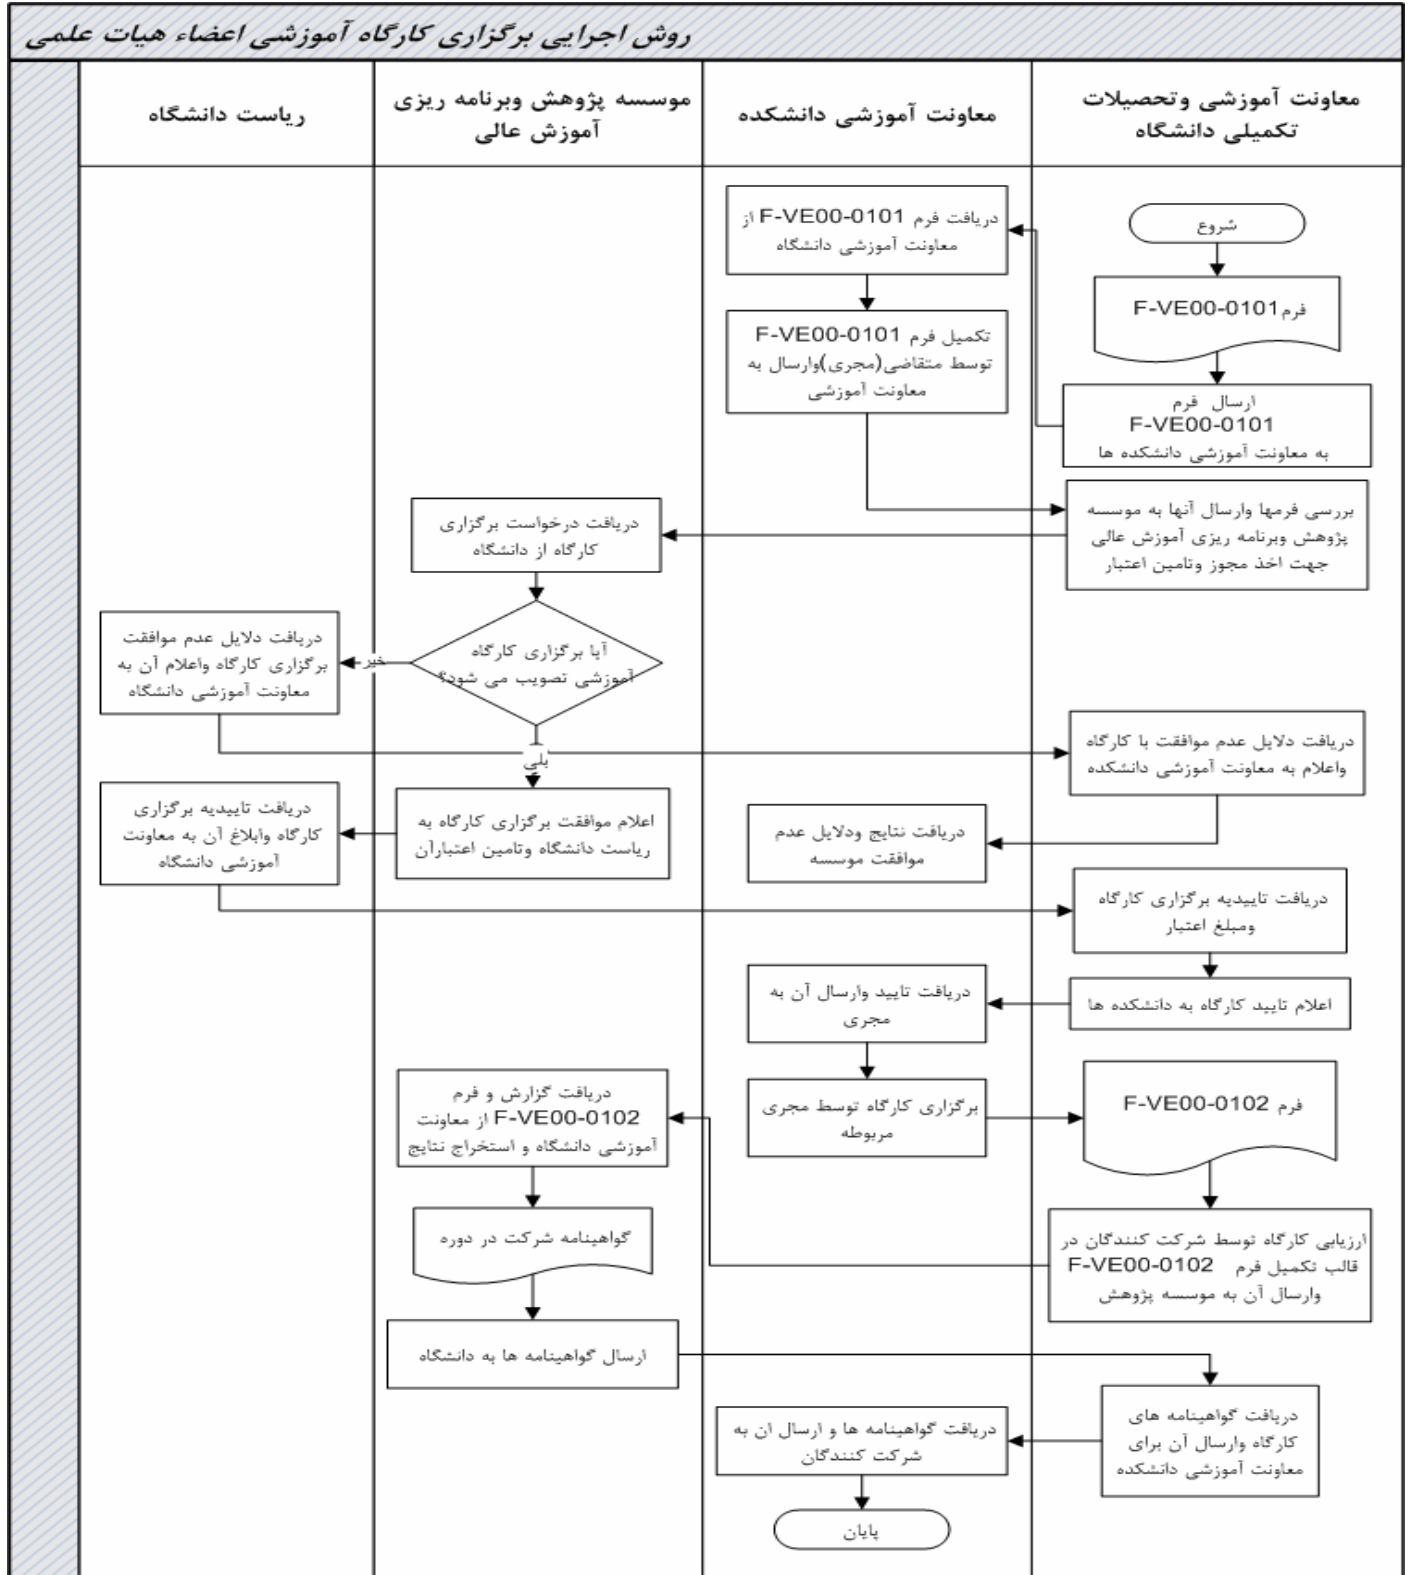 روش اجرایی برگزاری کارگاه آموزشی اعضاء هیات علمی
معاونت آموزشی وتحصیلات
تکمیلی دانشگاه
معاونت آموزشی دانشکده
موسسه پژوهش وبرنامه ریزی
آموزش عالی
ریاست دانشگاه
شروع
فرم F-VE00-0101
ارسال فرم
F-VE00-0101
به معاونت آموزشی دانشکده ها
دریافت فرم F-VE00-0101 از
معاونت آموزشی دانشگاه
تکمیل فرم F-VE00-0101
توسط متقاضی(مجری)وارسال به
معاونت آموزشی
بررسی فرمها وارسال آنها به موسسه
پژوهش وبرنامه ریزی آموزش عالی
جهت اخذ مجوز وتامین اعتبار
دریافت درخواست برگزاری
کارگاه از دانشگاه
آیا برگزاری کارگاه
آموزشی تصویب می شود؟
خیر
بلی
دریافت دلایل عدم موافقت
برگزاری کارگاه واعلام آن به
معاونت آموزشی دانشگاه
دریافت دلایل عدم موافقت با کارگاه
واعلام به معاونت آموزشی دانشکده
دریافت نتایج ودلایل عدم
موافقت موسسه
اعلام موافقت برگزاری کارگاه به
ریاست دانشگاه وتامین اعتبارآن
دریافت تاییدیه برگزاری
کارگاه وابلاغ آن به معاونت
آموزشی دانشگاه
دریافت تاییدیه برگزاری کارگاه
ومبلغ اعتبار
اعلام تایید کارگاه به دانشکده ها
دریافت تایید وارسال آن به
مجری
برگزاری کارگاه توسط مجری
مربوطه
فرم F-VE00-0102
ارزیابی کارگاه توسط شرکت کنندگان در
قالب تکمیل فرم F-VE00-0102
وارسال آن به موسسه پژوهش
دریافت گزارش و فرم
F-VE00-0102 از معاونت
آموزشی دانشگاه و استخراج نتایج
گواهینامه شرکت در دوره
ارسال گواهینامه ها به دانشگاه
دریافت گواهینامه های
کارگاه وارسال آن برای
معاونت آموزشی دانشکده
دریافت گواهینامه ها و ارسال ان به
شرکت کنندگان
پایان